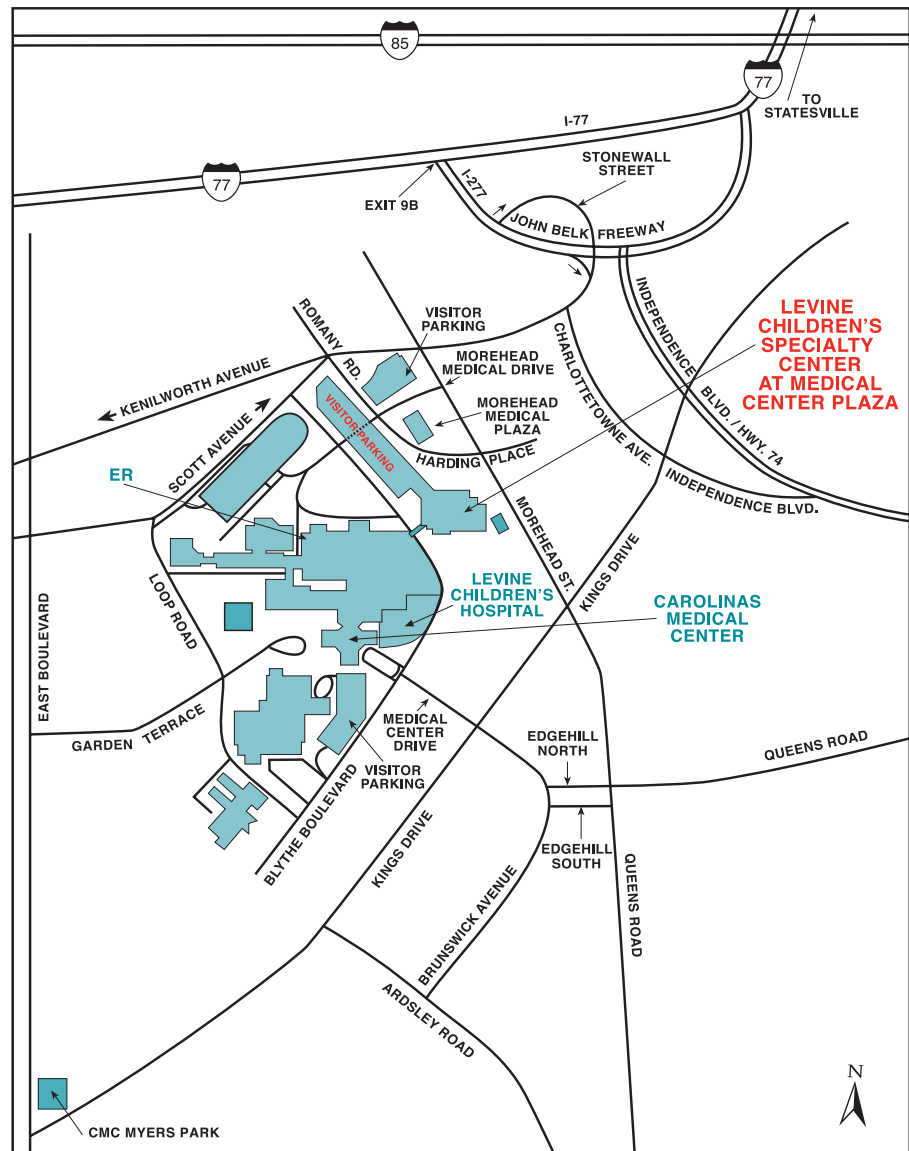 85
77
TO
STATESVILLE
I-77
STONEWALL
STREET
77
I-277
EXIT 9B
JOHN BELK FREEWAY
INDEPENDENCE BLVD. / HWY. 74
LEVINE
CHILDREN'S
SPECIALTY
CENTER
AT MEDICAL
CENTER PLAZA
ROMANY RD.
VISITOR
PARKING
CHARLOTTETOWNE AVE.
MOREHEAD
MEDICAL DRIVE
KENILWORTH AVENUE
MOREHEAD
MEDICAL
PLAZA
VISITOR PARKING
SCOTT AVENUE
HARDING PLACE
ER
INDEPENDENCE BLVD.
MOREHEAD ST.
KINGS DRIVE
LOOP ROAD
LEVINE
CHILDREN'S
HOSPITAL
CAROLINAS
MEDICAL
CENTER
EAST BOULEVARD
GARDEN TERRACE
MEDICAL
CENTER
DRIVE
EDGEHILL
NORTH
QUEENS ROAD
VISITOR
PARKING
BLYTHE BOULEVARD
KINGS DRIVE
EDGEHILL
SOUTH
QUEENS ROAD
BRUNSWICK AVENUE
ARDSLEY ROAD
N
CMC MYERS PARK